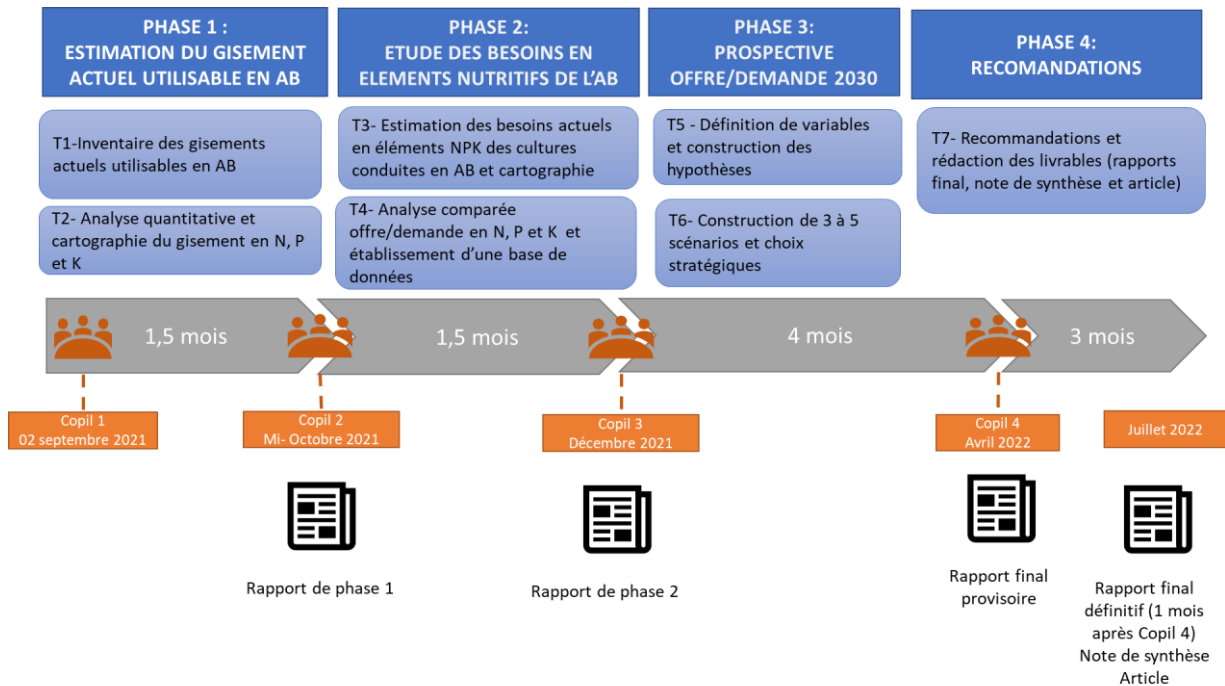 PHASE 1 :
ESTIMATION DU GISEMENT
ACTUEL UTILISABLE EN AB
PHASE 2:
ETUDE DES BESOINS EN
ELEMENTS NUTRITIFS DE L'AB
PHASE 3:
PROSPECTIVE
OFFRE/DEMANDE 2030
PHASE 4:
RECOMANDATIONS
T1-Inventaire des gisements
actuels utilisables en AB
T2- Analyse quantitative et
cartographie du gisement en N, P
et K
T3- Estimation des besoins actuels
en éléments NPK des cultures
conduites en AB et cartographie
T4- Analyse comparée
offre/demande en N, P et K et
établissement d'une base de
données
T5 - Définition de variables
et construction des
hypothèses
T6- Construction de 3 à 5
scénarios et choix
stratégiques
T7- Recommandations et
rédaction des livrables (rapports
final, note de synthèse et article)
1,5 mois
1,5 mois
4 mois
3 mois
Copil 1
02 septembre 2021
Copil 2
Mi- Octobre 2021
Copil 3
Décembre 2021
Copil 4
Avril 2022
Juillet 2022
Rapport de phase 1
Rapport de phase 2
Rapport final
provisoire
Rapport final
définitif (1 mois
après Copil 4)
Note de synthèse
Article